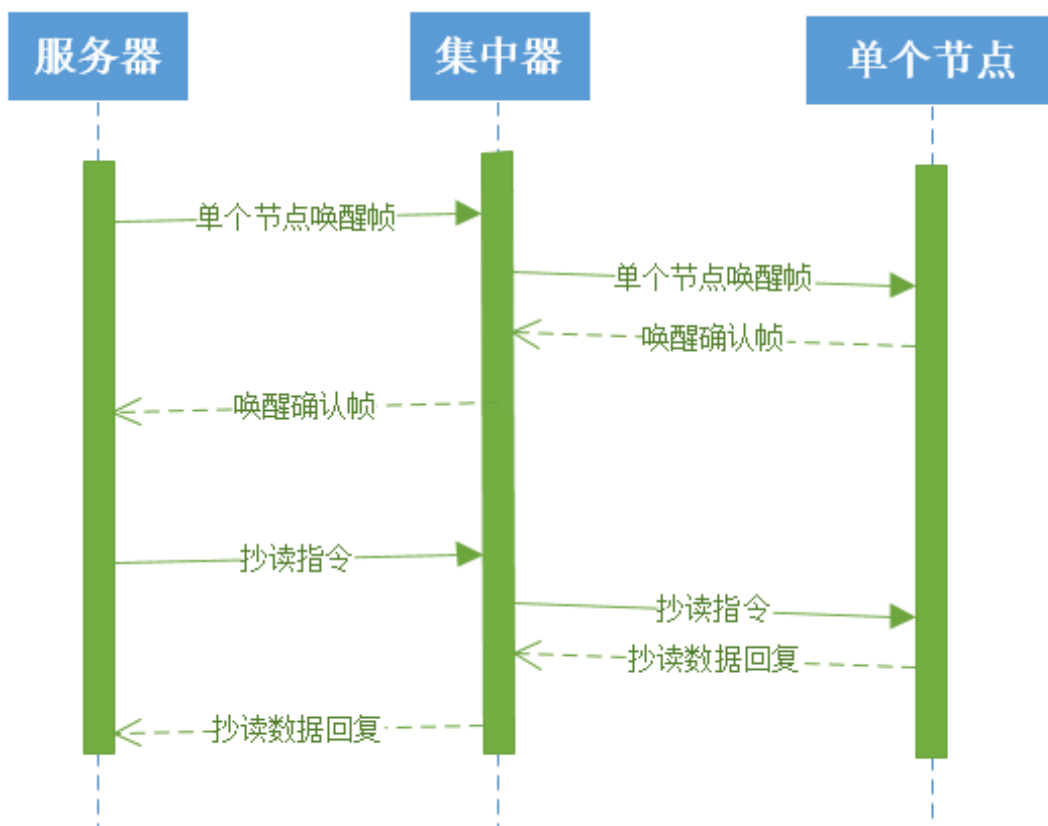 服务器
集中器
单个节点
单个节点唤醒帧
单个节点唤醒帧
唤醒确认帧
唤醒确认帧
抄读指令
抄读指令
抄读数据回复
抄读数据回复